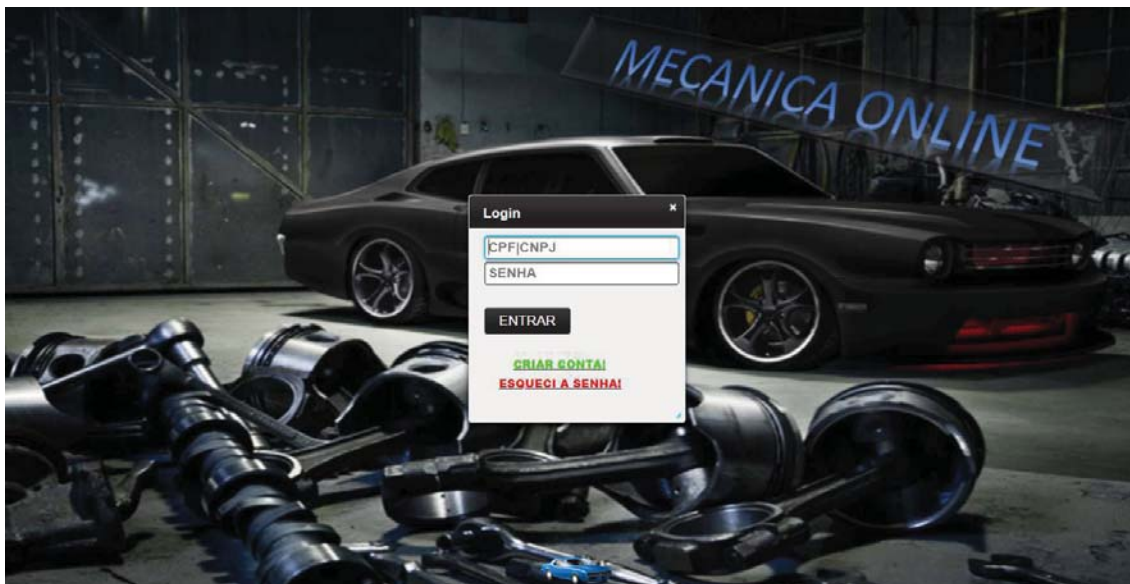 MECANICA ONLINE
Login
CPF|CNPJ
SENHA
ENTRAR
CRIAR CONTA!
ESQUECI A SENHA!